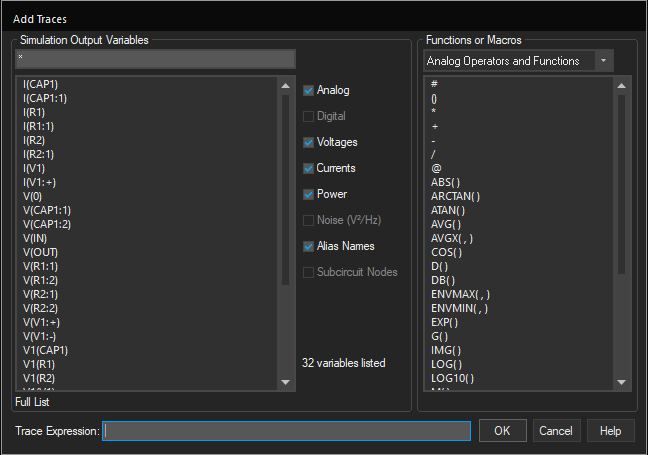 Add Traces
Simulation Output Variables
*
I(CAP1)
I(CAP1:1)
I(R1)
I(R1:1)
I(R2)
I(R2:1)
I(V1)
I(V1:+)
V(0)
V(CAP1:1)
V(CAP1:2)
V(IN)
V(OUT)
V(R1:1)
V(R1:2)
V(R2:1)
V(R2:2)
V(V1:+)
V(V1:-)
V1(CAP1)
V1(R1)
V1(R2)
Full List
Analog
Digital
Voltages
Currents
Power
Noise (V²/Hz)
Alias Names
Subcircuit Nodes
32 variables listed
Functions or Macros
Analog Operators and Functions
#
()
*
+
-
/
@
ABS( )
ARCTAN( )
ATAN( )
AVG( )
AVGX( , )
COS( )
D( )
DB( )
ENVMAX( , )
ENVMIN( , )
EXP( )
G( )
IMG( )
LOG( )
LOG10( )
Trace Expression:
OK
Cancel
Help